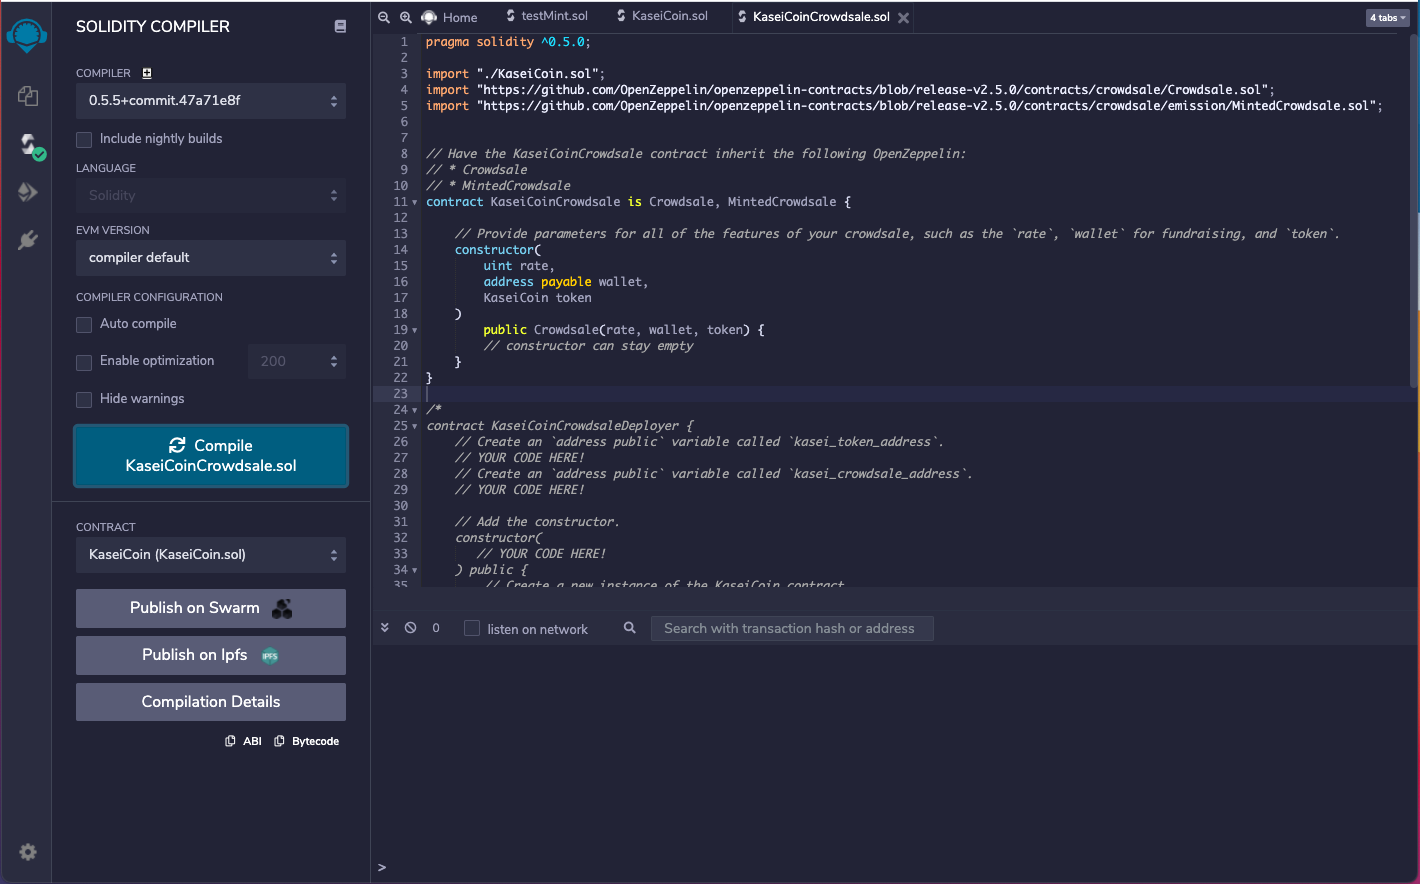 SOLIDITY COMPILER
COMPILER
0.5.5+commit.47a71e8f
Include nightly builds
LANGUAGE
Solidity
EVM VERSION
compiler default
COMPILER CONFIGURATION
Auto compile
Enable optimization
200
Hide warnings
Compile
KaseiCoinCrowdsale.sol
CONTRACT
KaseiCoin (KaseiCoin.sol)
Publish on Swarm
Publish on Ipfs
IPFS
Compilation Details
ABI
Bytecode
Home
testMint.sol
KaseiCoin.sol
KaseiCoinCrowdsale.sol
4 tabs
1 pragma solidity ^0.5.0;
2
3 import "./KaseiCoin.sol";
4 import "https://github.com/OpenZeppelin/openzeppelin-contracts/blob/release-v2.5.0/contracts/crowdsale/Crowdsale.sol";
5 import "https://github.com/OpenZeppelin/openzeppelin-contracts/blob/release-v2.5.0/contracts/crowdsale/emission/MintedCrowdsale.sol";
6
7
8 // Have the KaseiCoinCrowdsale contract inherit the following OpenZeppelin:
9 // * Crowdsale
10 // * MintedCrowdsale
11 contract KaseiCoinCrowdsale is Crowdsale, MintedCrowdsale {
12
13 // Provide parameters for all of the features of your crowdsale, such as the `rate`, `wallet` for fundraising, and `token`.
14 constructor(
15 uint rate,
16 address payable wallet,
17 KaseiCoin token
18 )
19 public Crowdsale(rate, wallet, token) {
20 // constructor can stay empty
21 }
22 }
23
24 /*
25 contract KaseiCoinCrowdsaleDeployer {
26 // Create an `address public` variable called `kasei_token_address`.
27 // YOUR CODE HERE!
28 // Create an `address public` variable called `kasei_crowdsale_address`.
29 // YOUR CODE HERE!
30
31 // Add the constructor.
32 constructor(
33 // YOUR CODE HERE!
34 ) public {
35 // Create a new instance of the KaseiCoin contract
0
listen on network
Search with transaction hash or address
>